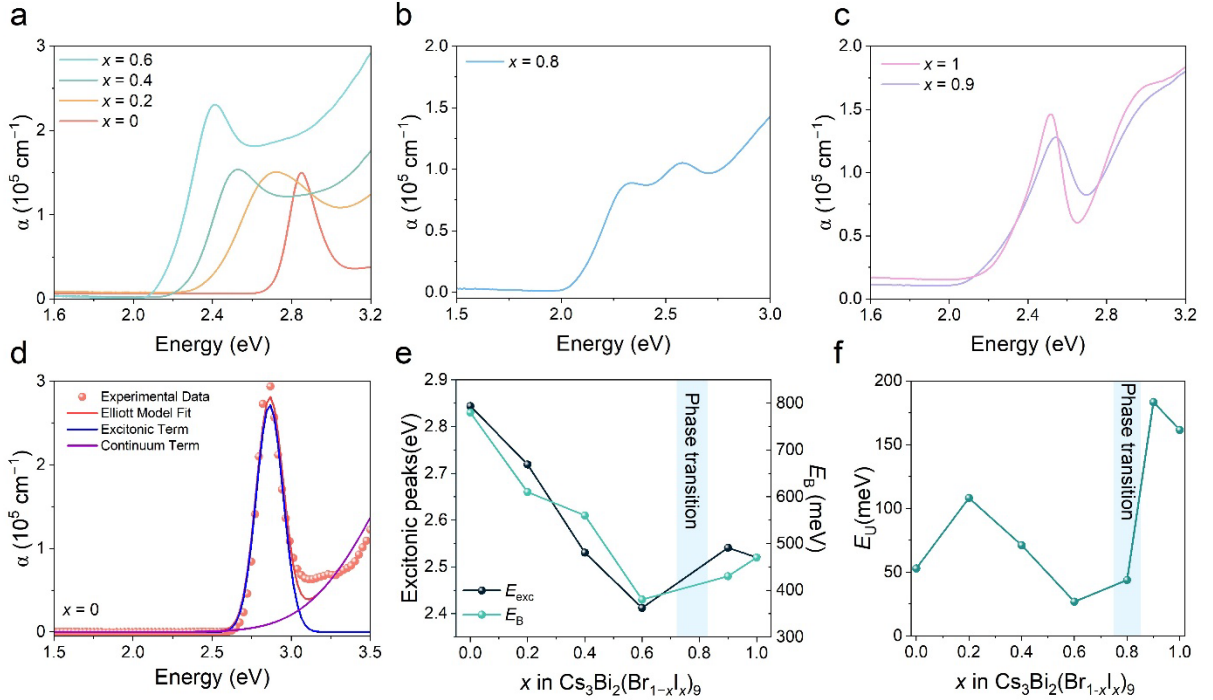 a
3
2
1
0
α (10⁵ cm⁻¹)
x = 0.6
x = 0.4
x = 0.2
x = 0
1.6 2.0 2.4 2.8 3.2
Energy (eV)
b
2.0
1.5
1.0
0.5
0.0
α (10⁵ cm⁻¹)
x = 0.8
1.5 2.0 2.5 3.0
Energy (eV)
c
2.0
1.5
1.0
0.5
0.0
α (10⁵ cm⁻¹)
x = 1
x = 0.9
1.6 2.0 2.4 2.8 3.2
Energy (eV)
d
3
2
1
0
α (10⁵ cm⁻¹)
Experimental Data
Elliott Model Fit
Excitonic Term
Continuum Term
x = 0
1.5 2.0 2.5 3.0 3.5
Energy (eV)
e
2.9
2.8
2.7
2.6
2.5
2.4
Excitonic peaks(eV)
Phase transition
E_exc
E_B
800
700
600
500
400
300
E_B (meV)
0.0 0.2 0.4 0.6 0.8 1.0
x in Cs₃Bi₂(Br₁₋ₓIₓ)₉
f
200
150
100
50
0
E_U(meV)
Phase transition
0.0 0.2 0.4 0.6 0.8 1.0
x in Cs₃Bi₂(Br₁₋ₓIₓ)₉